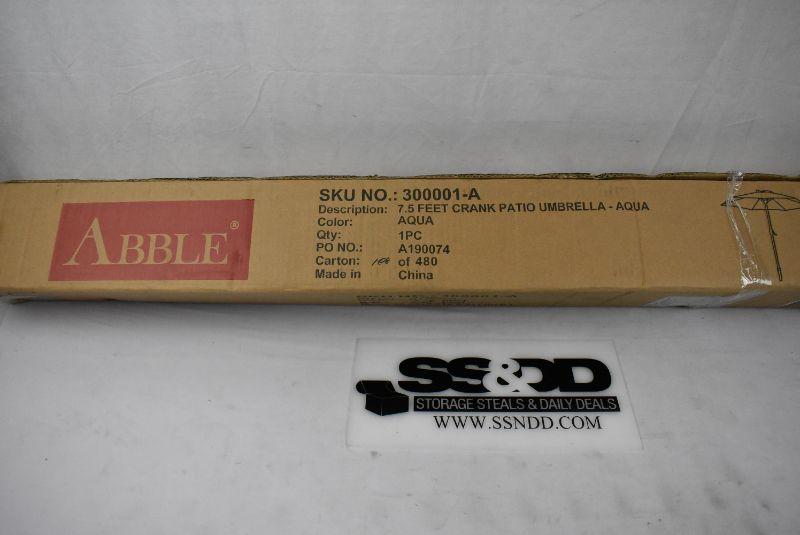 ABBLE®
SKU NO.: 300001-A
Description: 7.5 FEET CRANK PATIO UMBRELLA - AQUA
Color: AQUA
Qty: 1PC
PO NO.: A190074
Carton: of 480
Made in China
SS&DD
STORAGE STEALS & DAILY DEALS
WWW.SSNDD.COM